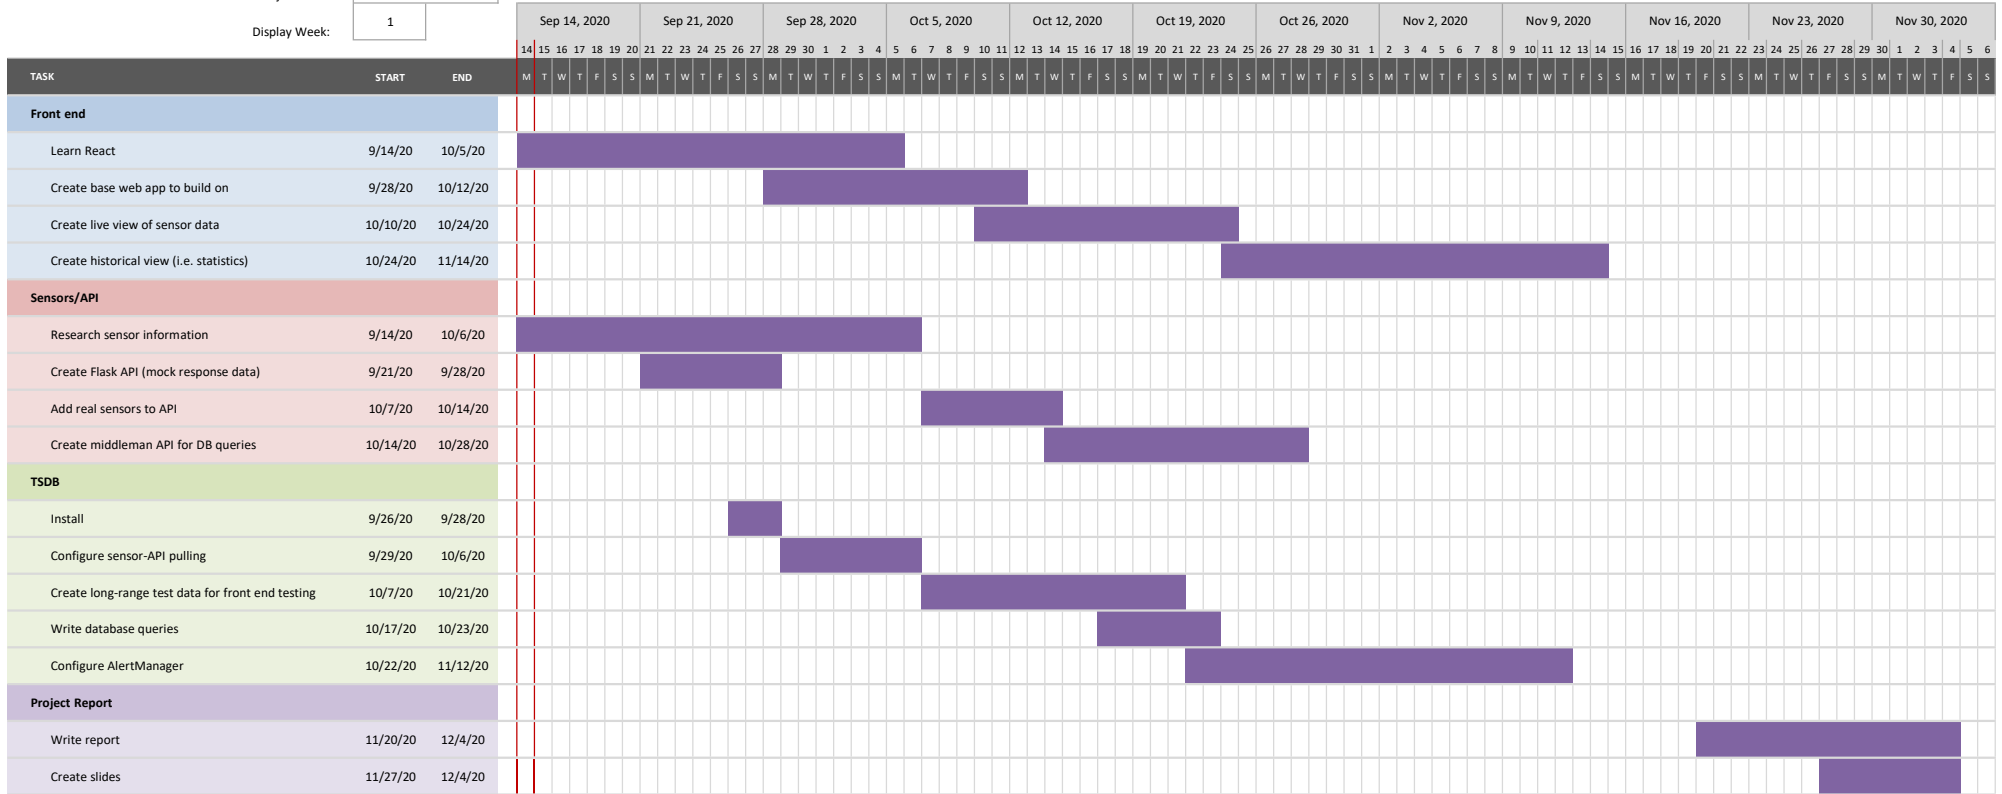 Sep 14, 2020 Sep 21, 2020 Sep 28, 2020 Oct 5, 2020 Oct 12, 2020 Oct 19, 2020 Oct 26, 2020 Nov 2, 2020 Nov 9, 2020 Nov 16, 2020 Nov 23, 2020 Nov 30, 2020
Display Week: 1
14 15 16 17 18 19 20 21 22 23 24 25 26 27 28 29 30 1 2 3 4 5 6 7 8 9 10 11 12 13 14 15 16 17 18 19 20 21 22 23 24 25 26 27 28 29 30 31 1 2 3 4 5 6 7 8 9 10 11 12 13 14 15 16 17 18 19 20 21 22 23 24 25 26 27 28 29 30 1 2 3 4 5 6
TASK START END M T W T F S S M T W T F S S M T W T F S S M T W T F S S M T W T F S S M T W T F S S M T W T F S S M T W T F S S M T W T F S S M T W T F S S M T W T F S S M T W T F S S
Front end
Learn React 9/14/20 10/5/20
Create base web app to build on 9/28/20 10/12/20
Create live view of sensor data 10/10/20 10/24/20
Create historical view (i.e. statistics) 10/24/20 11/14/20
Sensors/API
Research sensor information 9/14/20 10/6/20
Create Flask API (mock response data) 9/21/20 9/28/20
Add real sensors to API 10/7/20 10/14/20
Create middleman API for DB queries 10/14/20 10/28/20
TSDB
Install 9/26/20 9/28/20
Configure sensor-API pulling 9/29/20 10/6/20
Create long-range test data for front end testing 10/7/20 10/21/20
Write database queries 10/17/20 10/23/20
Configure AlertManager 10/22/20 11/12/20
Project Report
Write report 11/20/20 12/4/20
Create slides 11/27/20 12/4/20